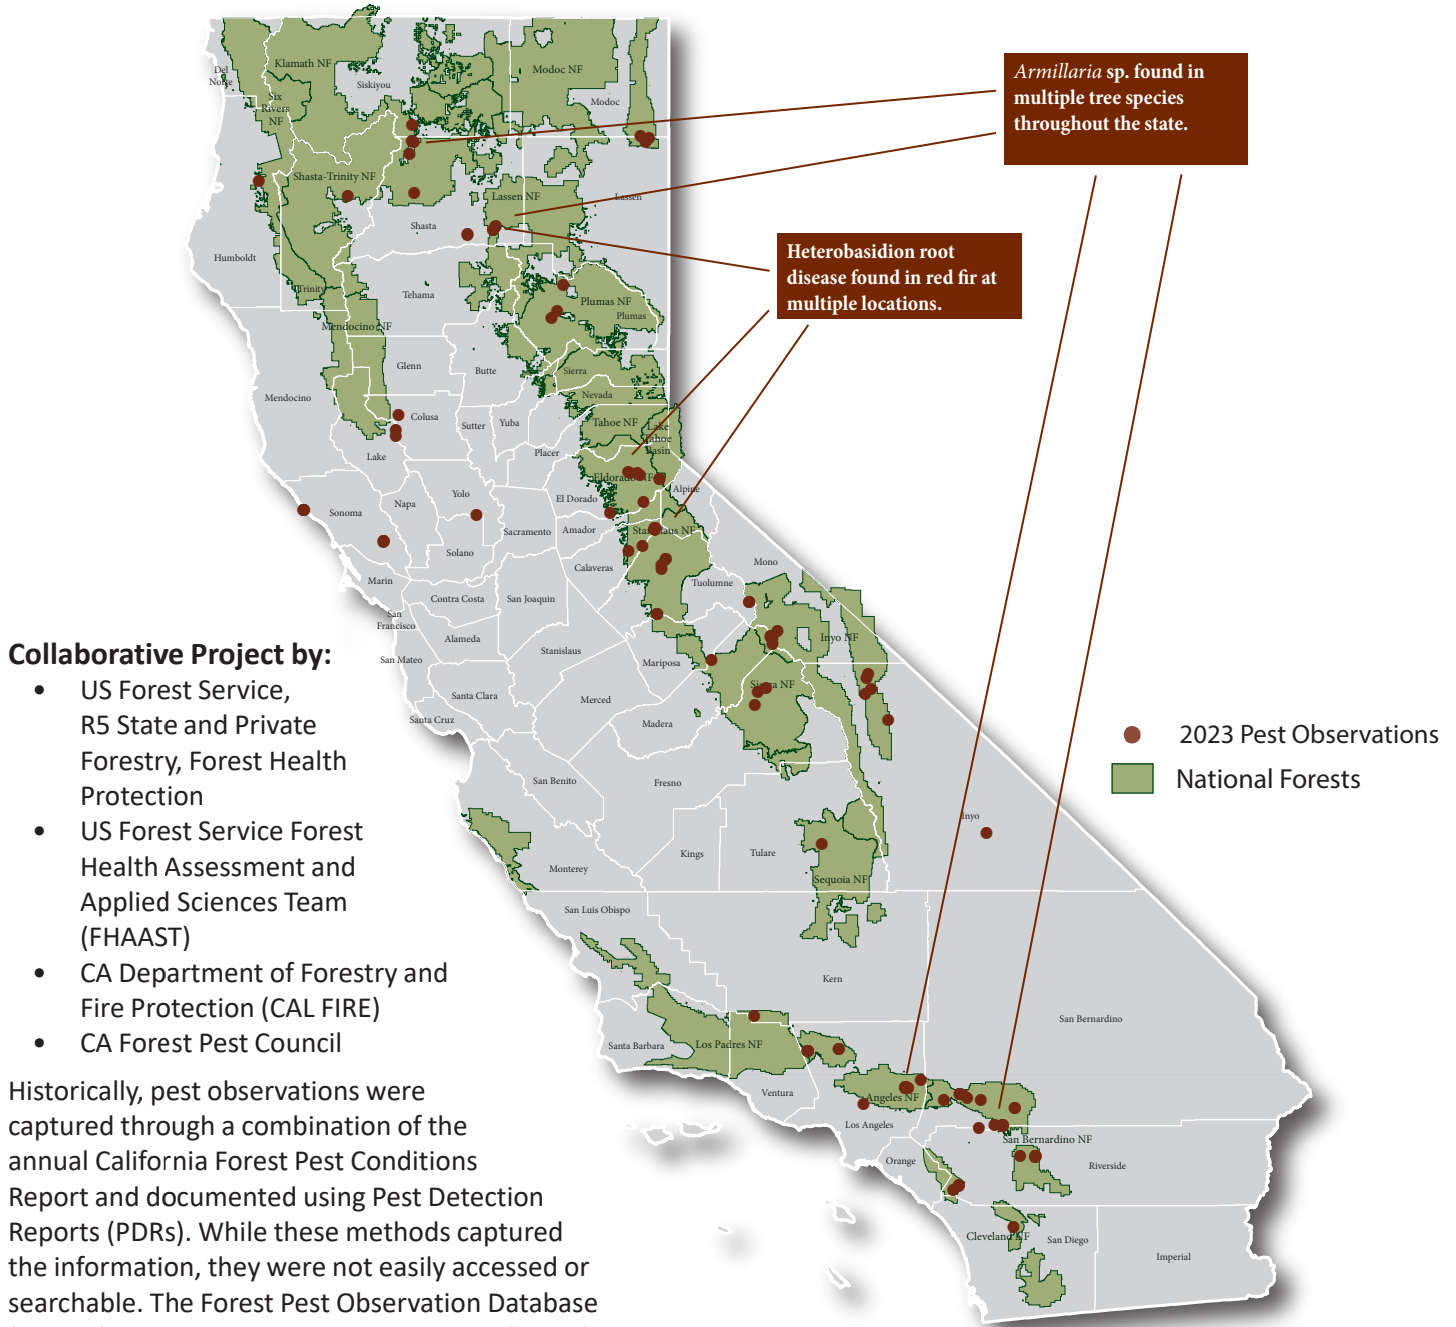 Del
Norte
Klamath NF
Siskiyou
Six
Rivers
NF
Modoc NF
Modoc
Armillaria sp. found in
multiple tree species
throughout the state.
Shasta-Trinity NF
Lassen NF
Lassen
Shasta
Humboldt
Trinity
Tehama
Heterobasidion root
disease found in red fir at
multiple locations.
Plumas NF
Plumas
Mendocino NF
Glenn
Butte
Sierra
Mendocino
Nevada
Colusa
Sutter
Yuba
Tahoe NF
Lake
Tahoe
Basin
Lake
Placer
Eldorado NF
Alpine
Napa
Yolo
El Dorado
Sonoma
Sacramento
Amador
Stanislaus NF
Solano
Calaveras
Mono
Marin
Tuolumne
Contra Costa
San Joaquin
San
Francisco
Alameda
Inyo NF
Stanislaus
San Mateo
Mariposa
Santa Clara
Merced
Sierra NF
Santa Cruz
Madera
San Benito
Fresno
Inyo
Monterey
Kings
Tulare
Sequoia NF
San Luis Obispo
Kern
San Bernardino
Santa Barbara
Los Padres NF
Ventura
Angeles NF
Los Angeles
San Bernardino NF
Orange
Riverside
Cleveland NF
San Diego
Imperial
2023 Pest Observations
National Forests
Collaborative Project by:
• US Forest Service,
R5 State and Private
Forestry, Forest Health
Protection
• US Forest Service Forest
Health Assessment and
Applied Sciences Team
(FHAAST)
• CA Department of Forestry and
Fire Protection (CAL FIRE)
• CA Forest Pest Council
Historically, pest observations were
captured through a combination of the
annual California Forest Pest Conditions
Report and documented using Pest Detection
Reports (PDRs). While these methods captured
the information, they were not easily accessed or
searchable. The Forest Pest Observation Database